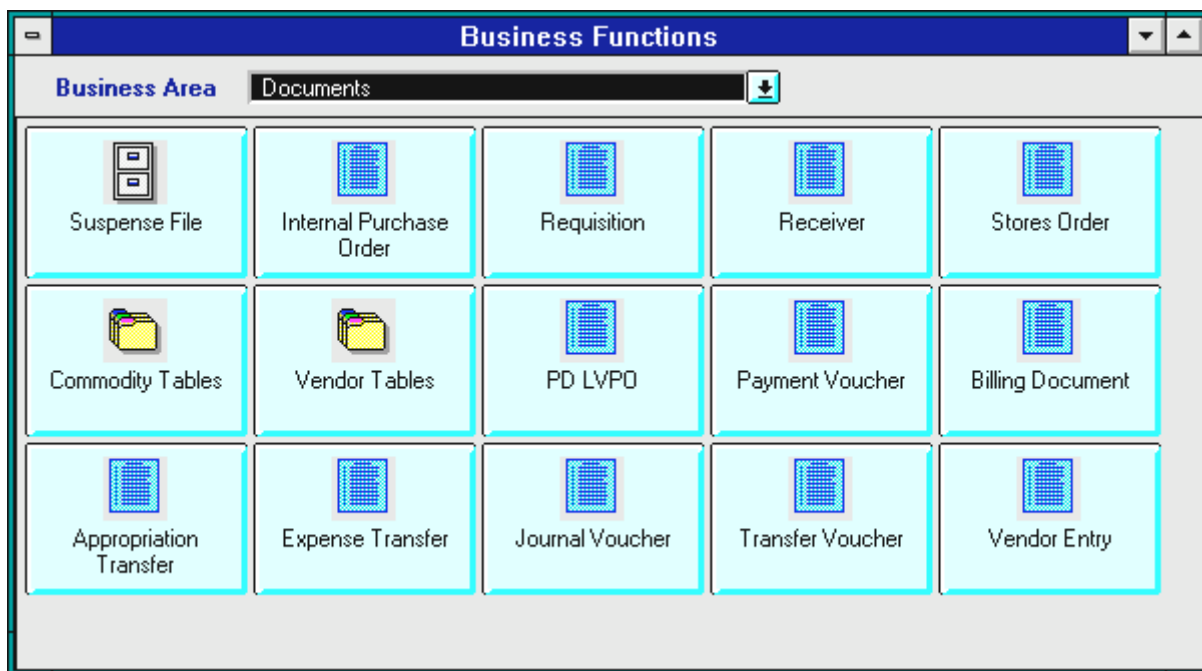 Business Functions
Business Area Documents
Suspense File
Internal Purchase
Order
Requisition
Receiver
Stores Order
Commodity Tables
Vendor Tables
PD LVPO
Payment Voucher
Billing Document
Appropriation
Transfer
Expense Transfer
Journal Voucher
Transfer Voucher
Vendor Entry